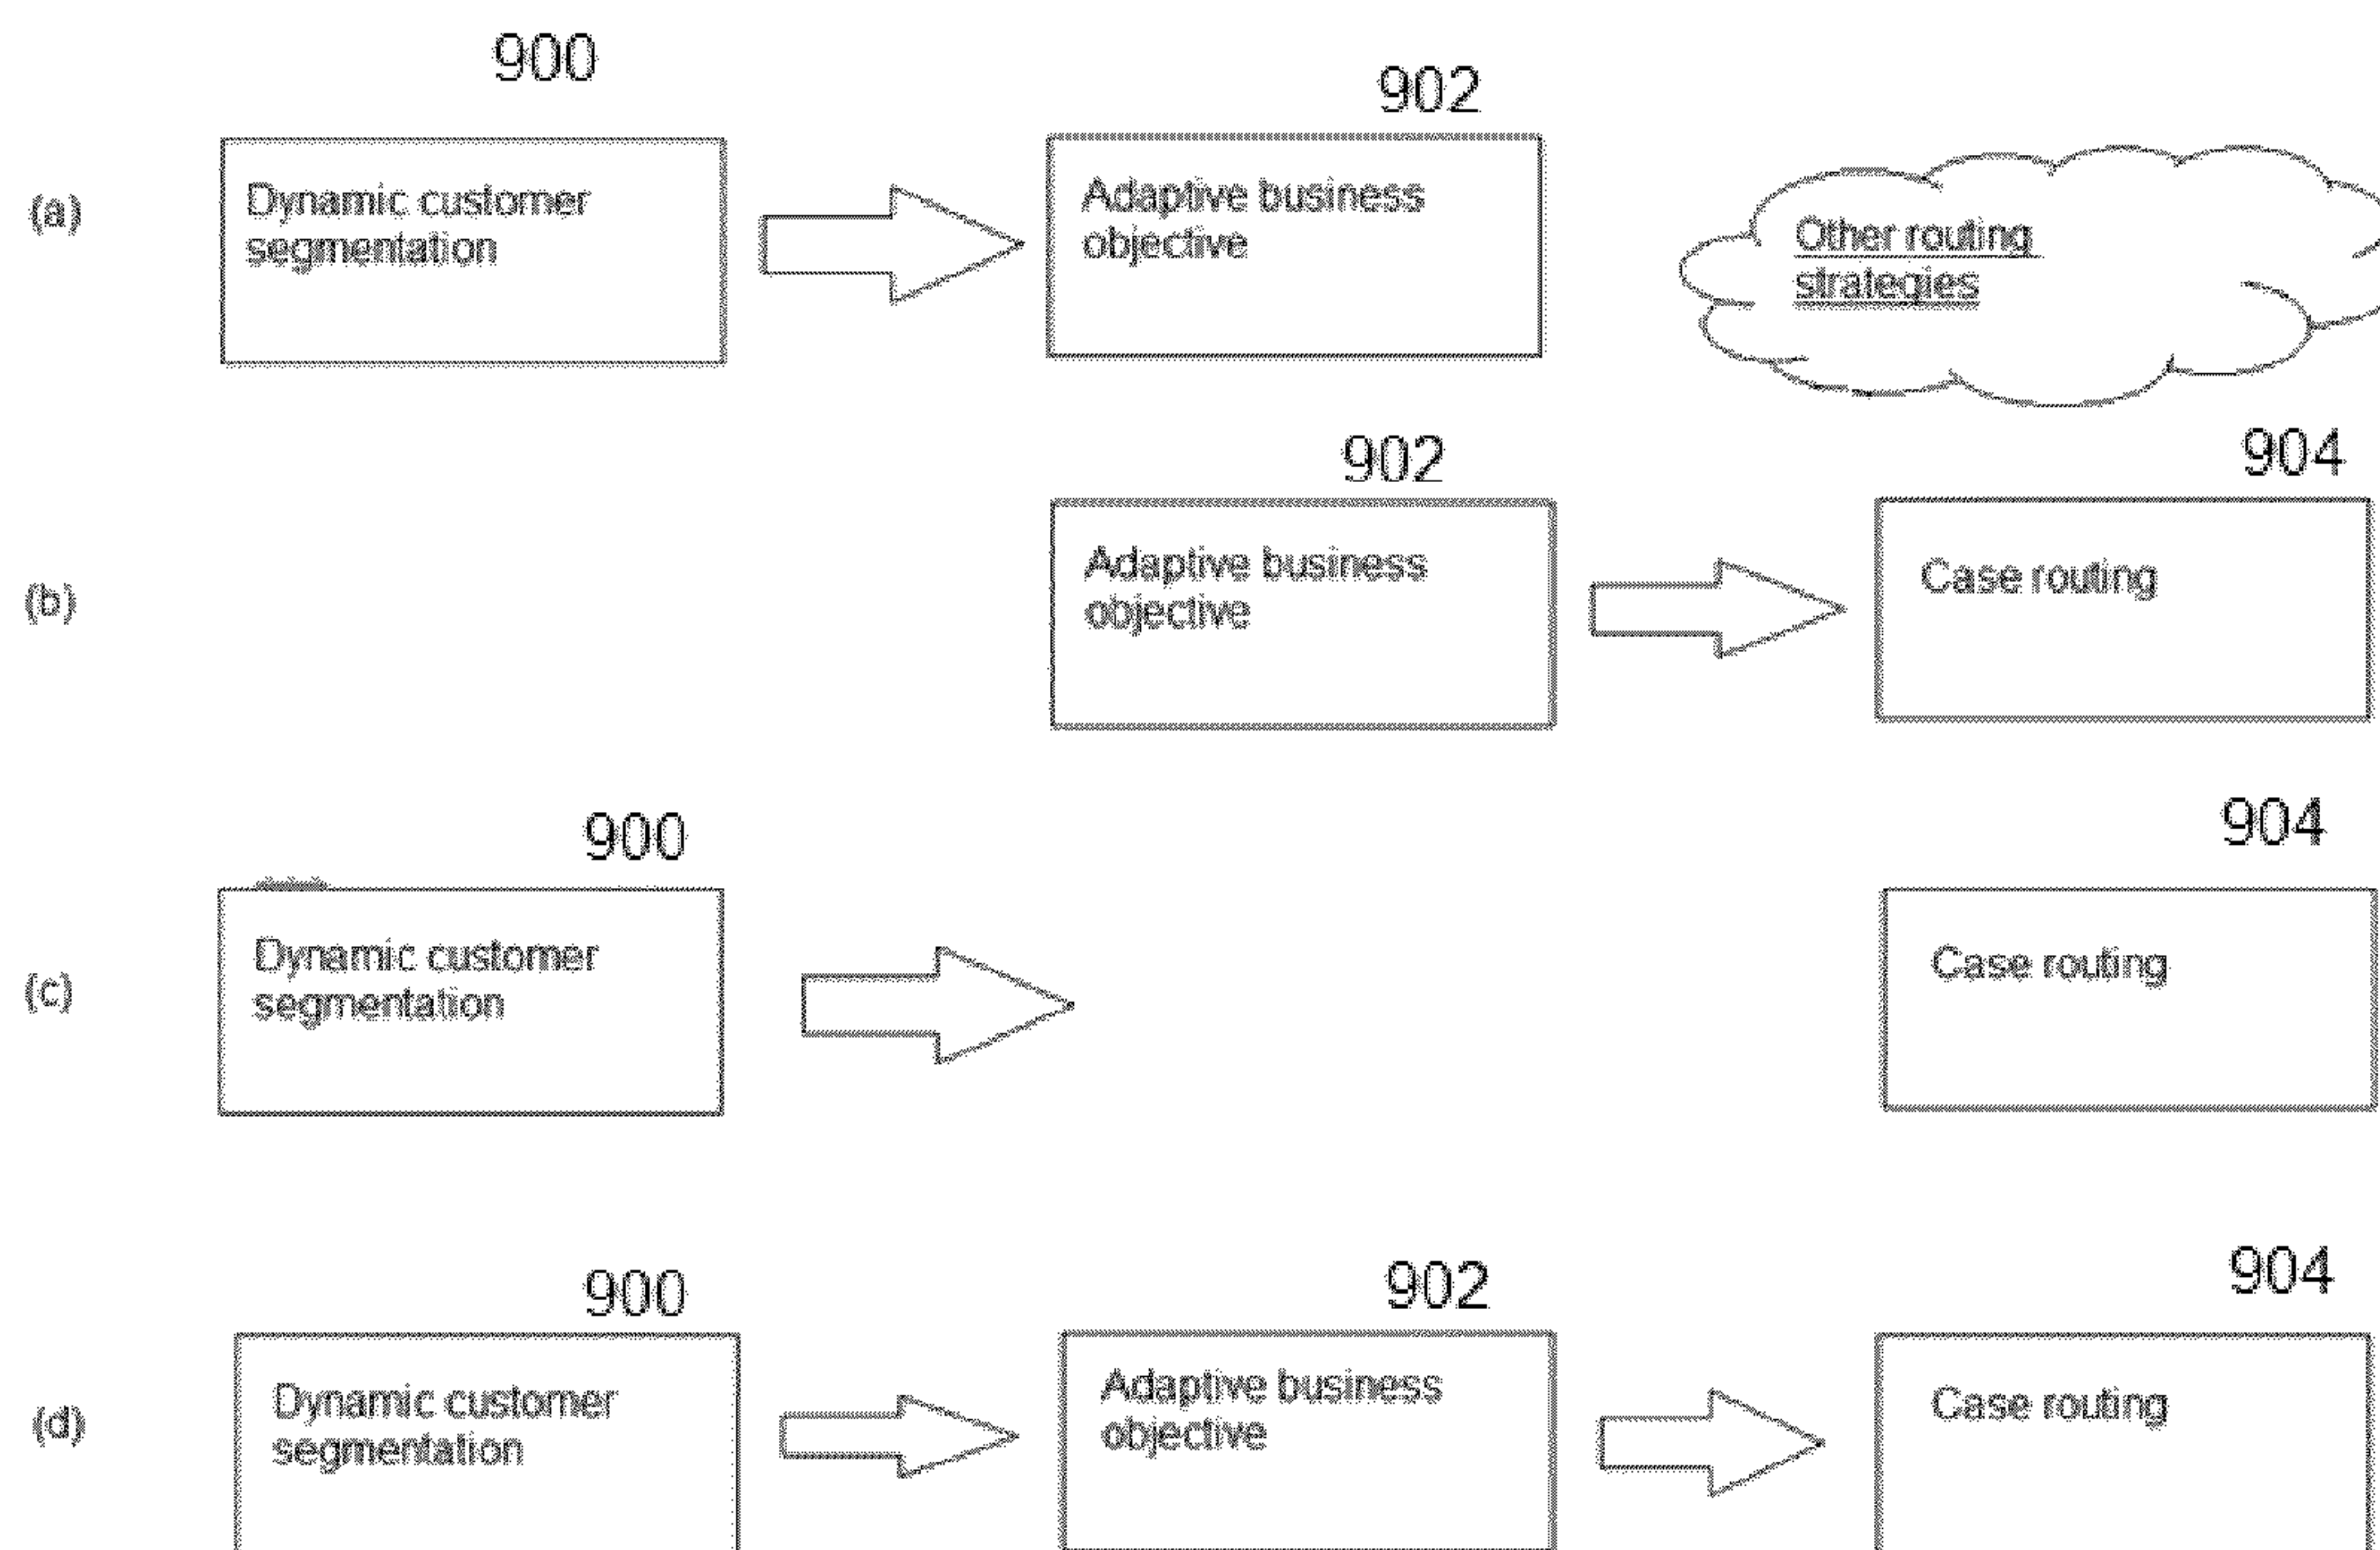 900
902
(a)
Dynamic customer
segmentation
Adaptive business
objective
Other routing
strategies
902
904
(b)
Adaptive business
objective
Case routing
900
904
(c)
Dynamic customer
segmentation
Case routing
900
902
904
(d)
Dynamic customer
segmentation
Adaptive business
objective
Case routing